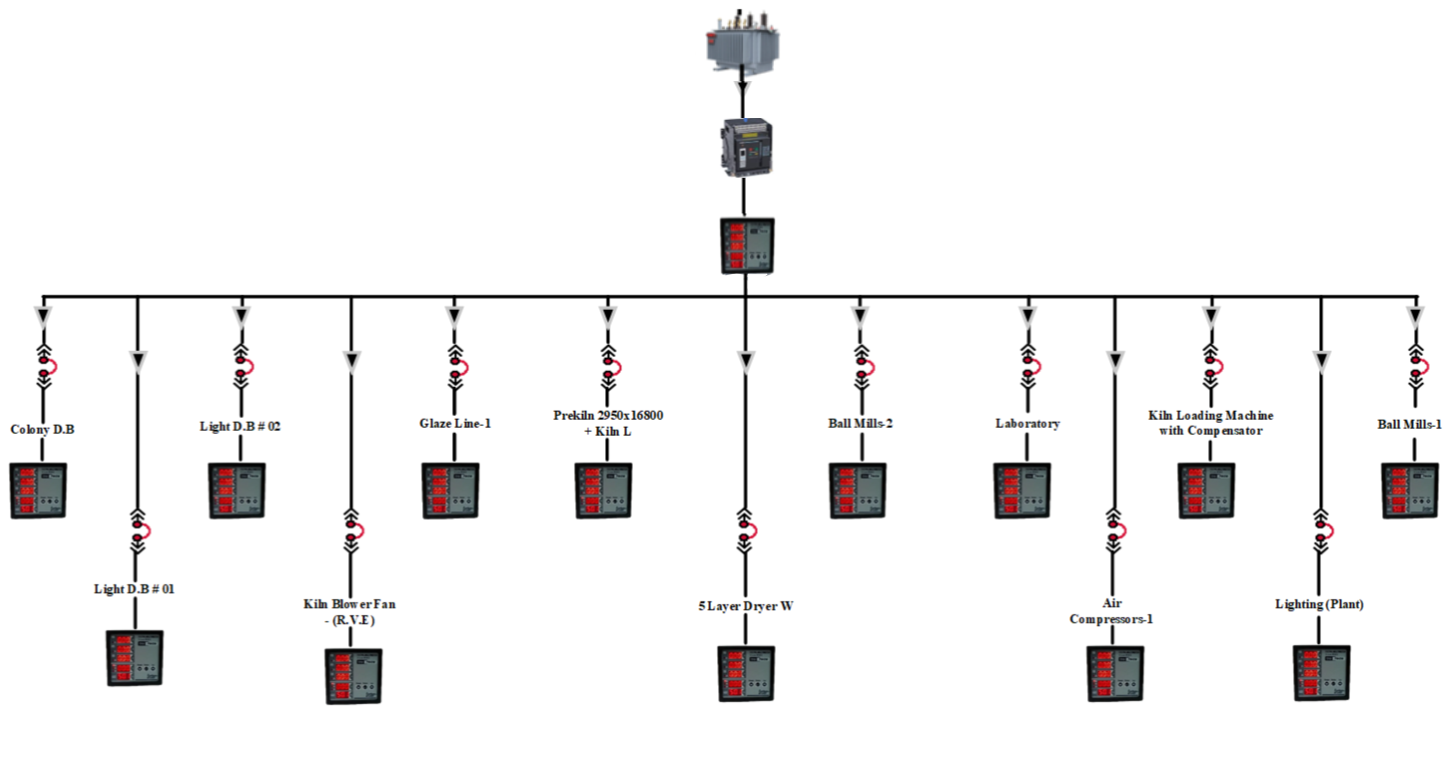 Colony D.B
Light D.B # 01
Light D.B # 02
Kiln Blower Fan
- (R.V.E)
Glaze Line-1
Prekiln 2950x16800
+ Kiln L
5 Layer Dryer W
Ball Mills-2
Laboratory
Air
Compressors-1
Kiln Loading Machine
with Compensator
Lighting (Plant)
Ball Mills-1